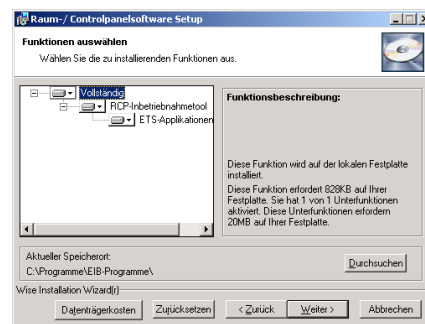 Raum-/ Controlpanelsoftware Setup
Funktionen auswählen
Wählen Sie die zu installierenden Funktionen aus.
Vollständig
RCP-Inbetriebnahmetool
ETS-Applikationen
Funktionsbeschreibung:
Diese Funktion wird auf der lokalen Festplatte
installiert.
Diese Funktion erfordert 828KB auf Ihrer
Festplatte. Sie hat 1 von 1 Unterfunktionen
aktiviert. Diese Unterfunktionen erfordern
20MB auf Ihrer Festplatte.
Aktueller Speicherort:
C:\Programme\EIB-Programme\
Durchsuchen
Wise Installation Wizard(r)
Datenträgerkosten
Zurücksetzen
< Zurück
Weiter >
Abbrechen